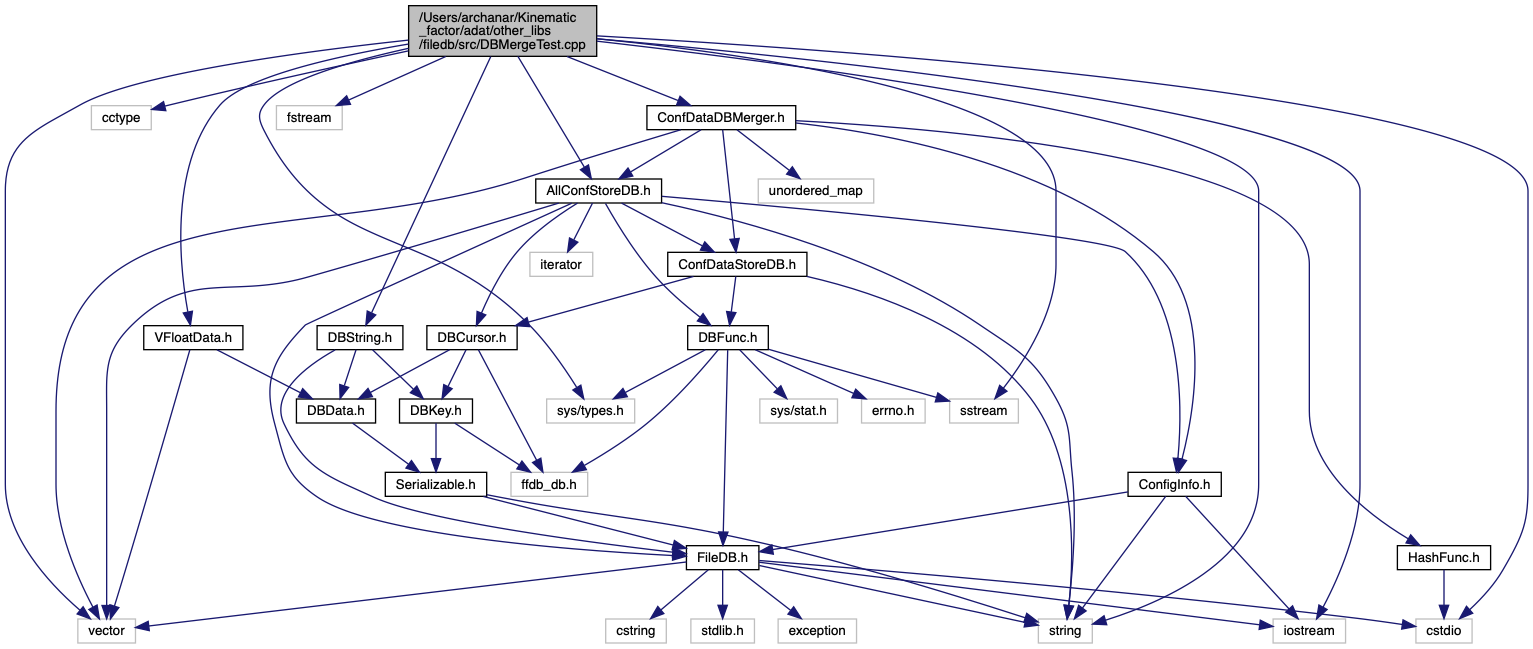 /Users/archanar/Kinematic
_factor/adat/other_libs
/filedb/src/DBMergeTest.cpp
cctype
fstream
ConfDataDBMerger.h
AllConfStoreDB.h
unordered_map
iterator
ConfDataStoreDB.h
VFloatData.h
DBString.h
DBCursor.h
DBFunc.h
DBData.h
DBKey.h
sys/types.h
sys/stat.h
errno.h
sstream
Serializable.h
ffdb_db.h
ConfigInfo.h
FileDB.h
HashFunc.h
vector
cstring
stdlib.h
exception
string
iostream
cstdio